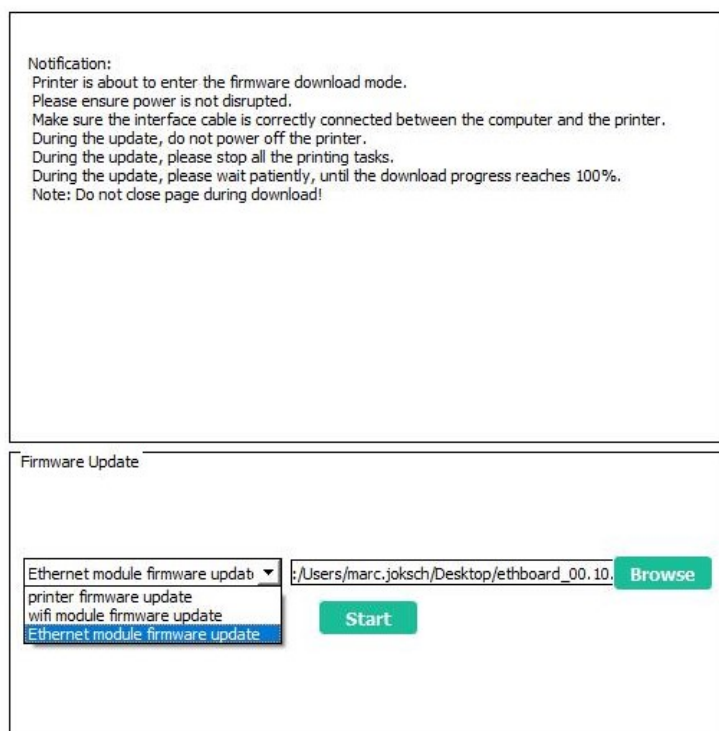 Notification:
Printer is about to enter the firmware download mode.
Please ensure power is not disrupted.
Make sure the interface cable is correctly connected between the computer and the printer.
During the update, do not power off the printer.
During the update, please stop all the printing tasks.
During the update, please wait patiently, until the download progress reaches 100%.
Note: Do not close page during download!
Firmware Update
Ethernet module firmware updat
:/Users/marc.joksch/Desktop/ethboard_00.10.
Browse
printer firmware update
wifi module firmware update
Ethernet module firmware update
Start